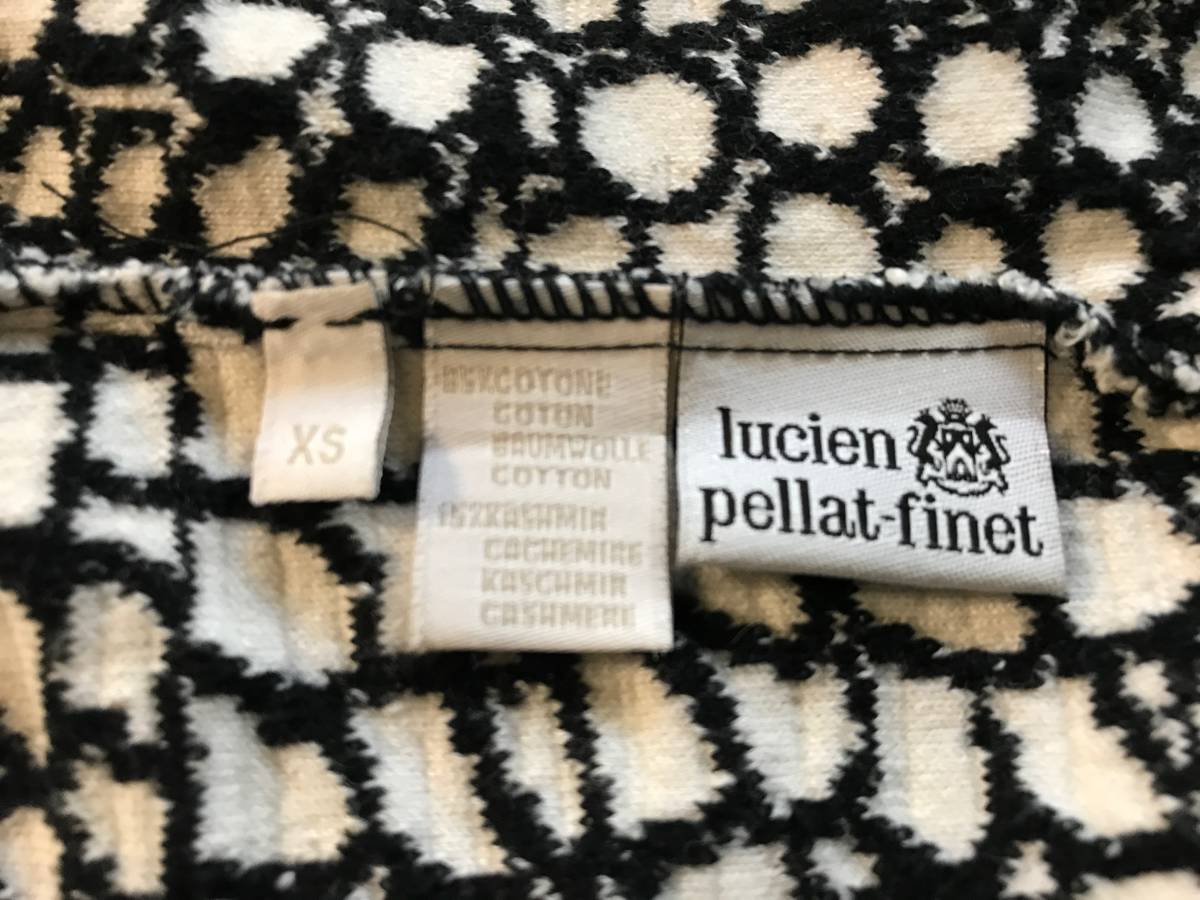 XS
85%COTONE
COTON
BAUMWOLLE
COTTON
15%KASHMIR
CACHEMIRE
KASCHMIR
CASHMERE
lucien
pellat-finet